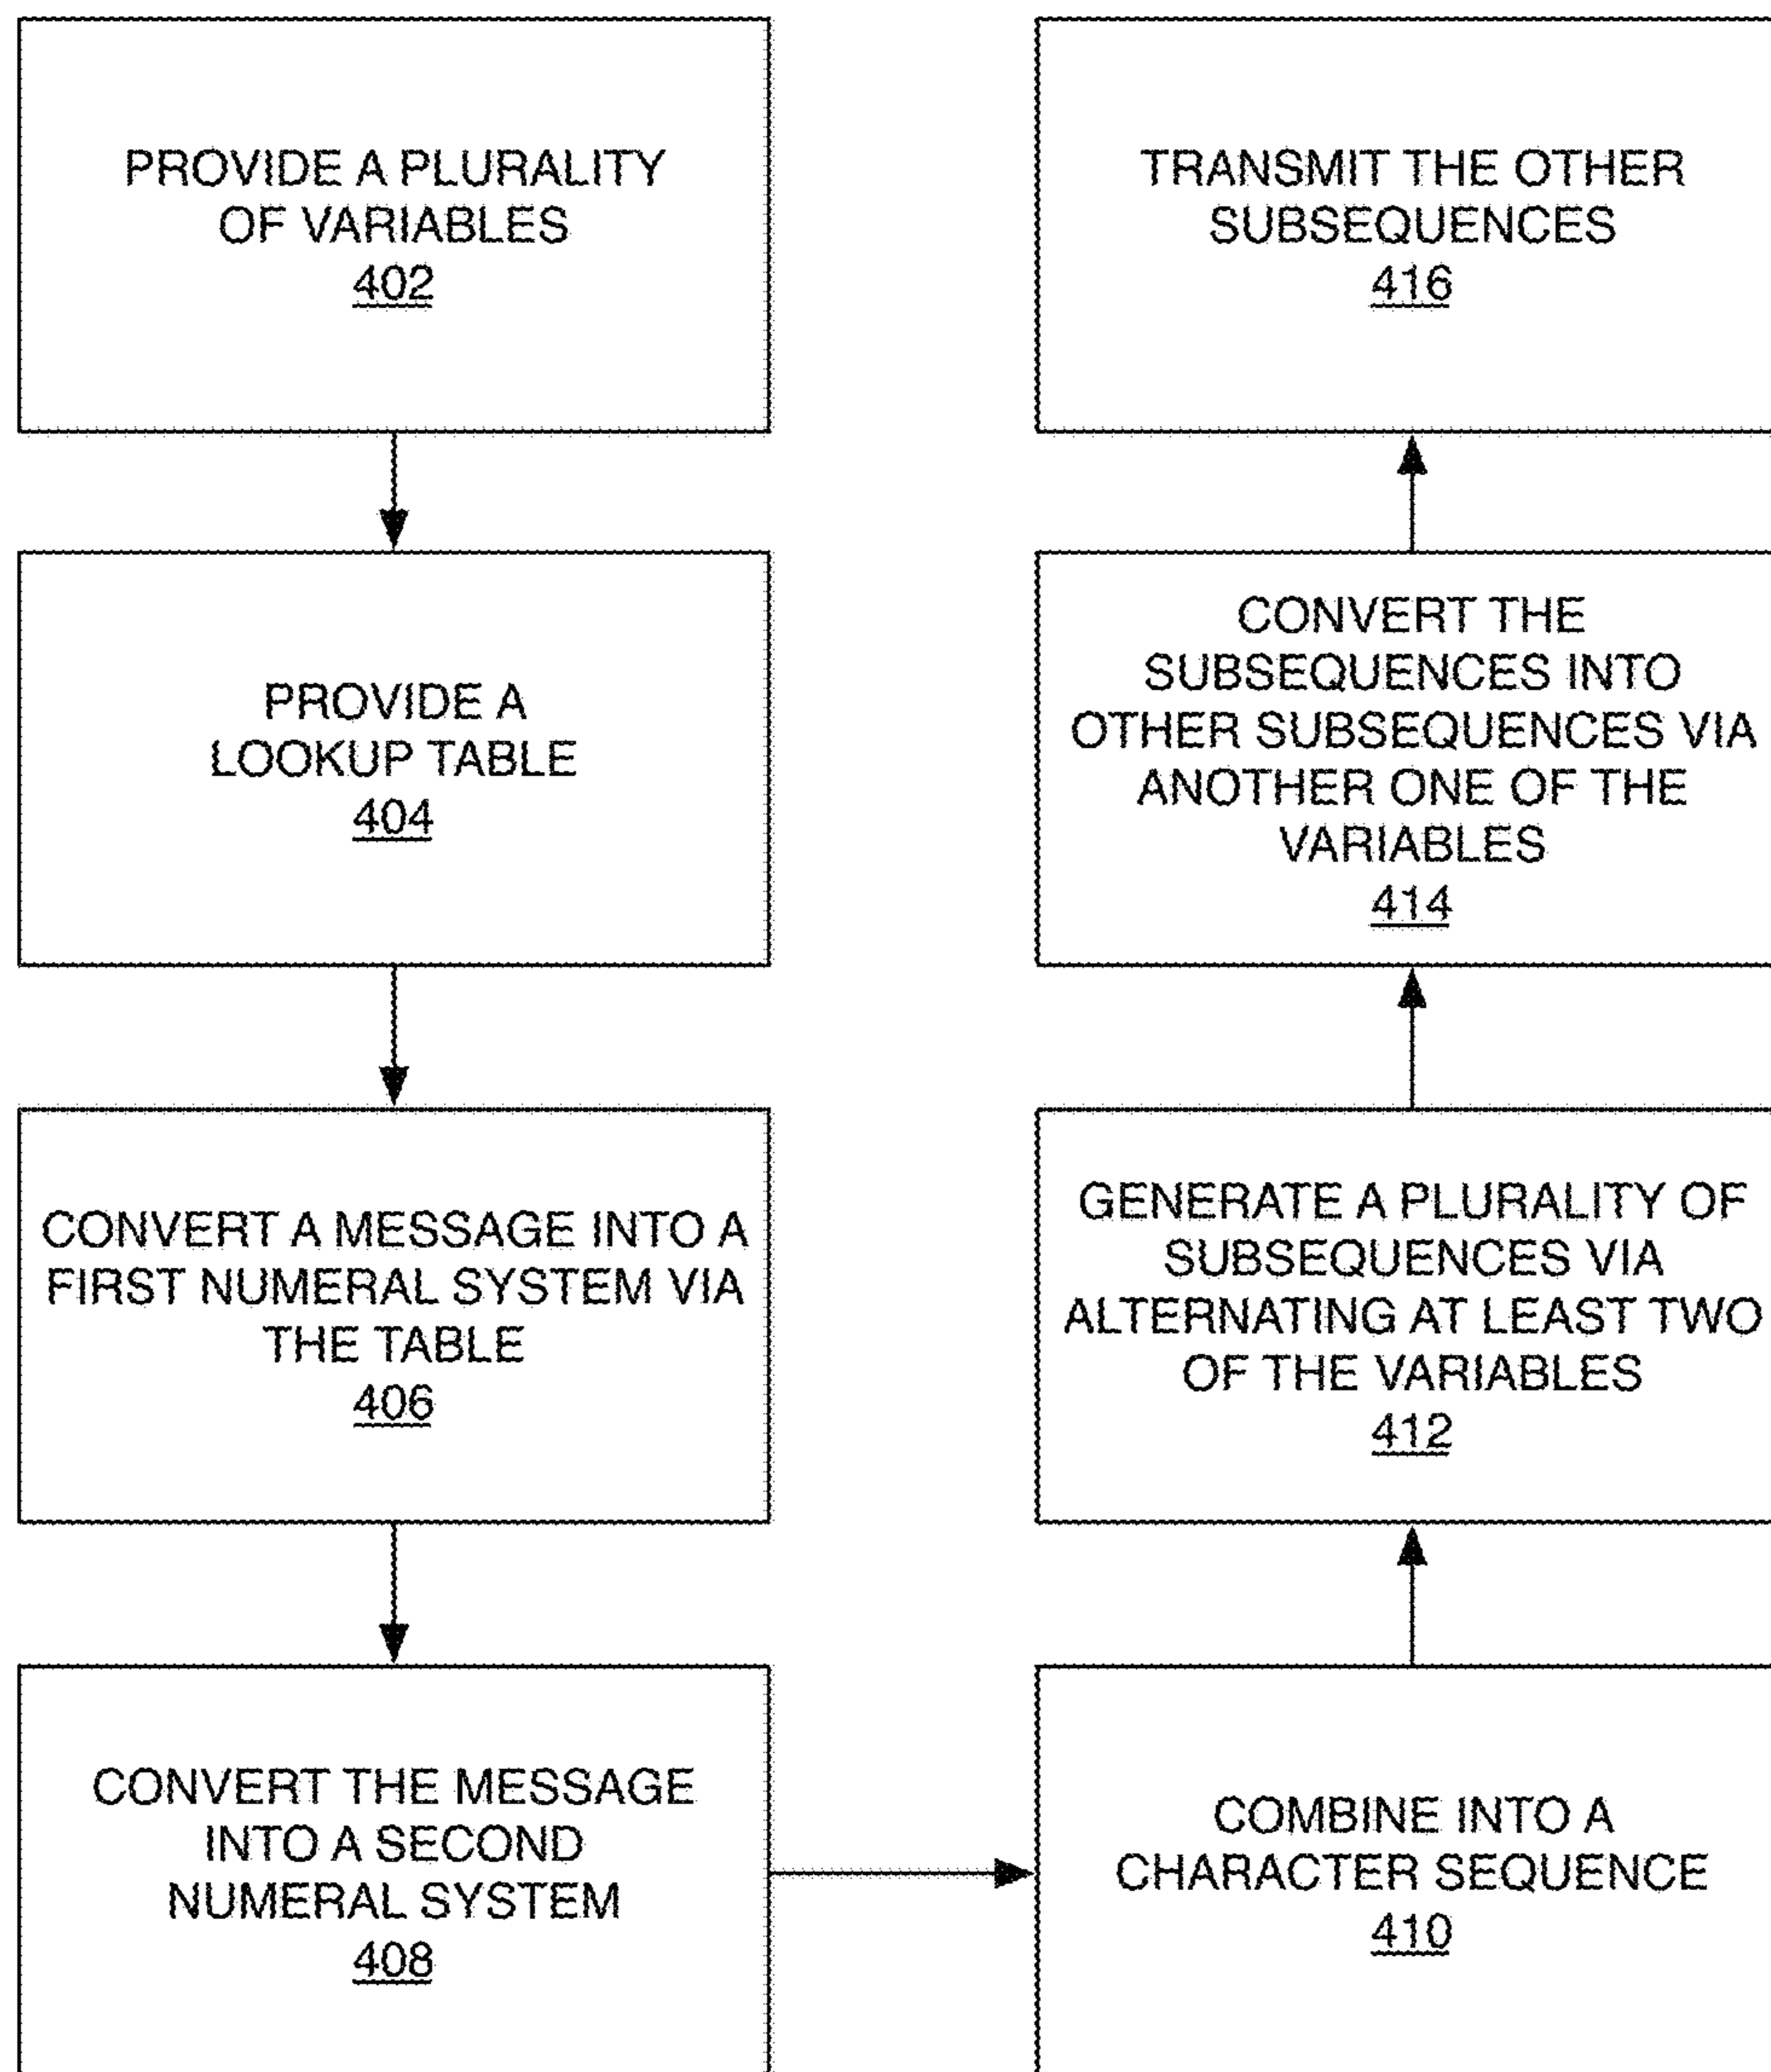 PROVIDE A PLURALITY
OF VARIABLES
402
PROVIDE A
LOOKUP TABLE
404
CONVERT A MESSAGE INTO A
FIRST NUMERAL SYSTEM VIA
THE TABLE
406
CONVERT THE MESSAGE
INTO A SECOND
NUMERAL SYSTEM
408
COMBINE INTO A
CHARACTER SEQUENCE
410
GENERATE A PLURALITY OF
SUBSEQUENCES VIA
ALTERNATING AT LEAST TWO
OF THE VARIABLES
412
CONVERT THE
SUBSEQUENCES INTO
OTHER SUBSEQUENCES VIA
ANOTHER ONE OF THE
VARIABLES
414
TRANSMIT THE OTHER
SUBSEQUENCES
416